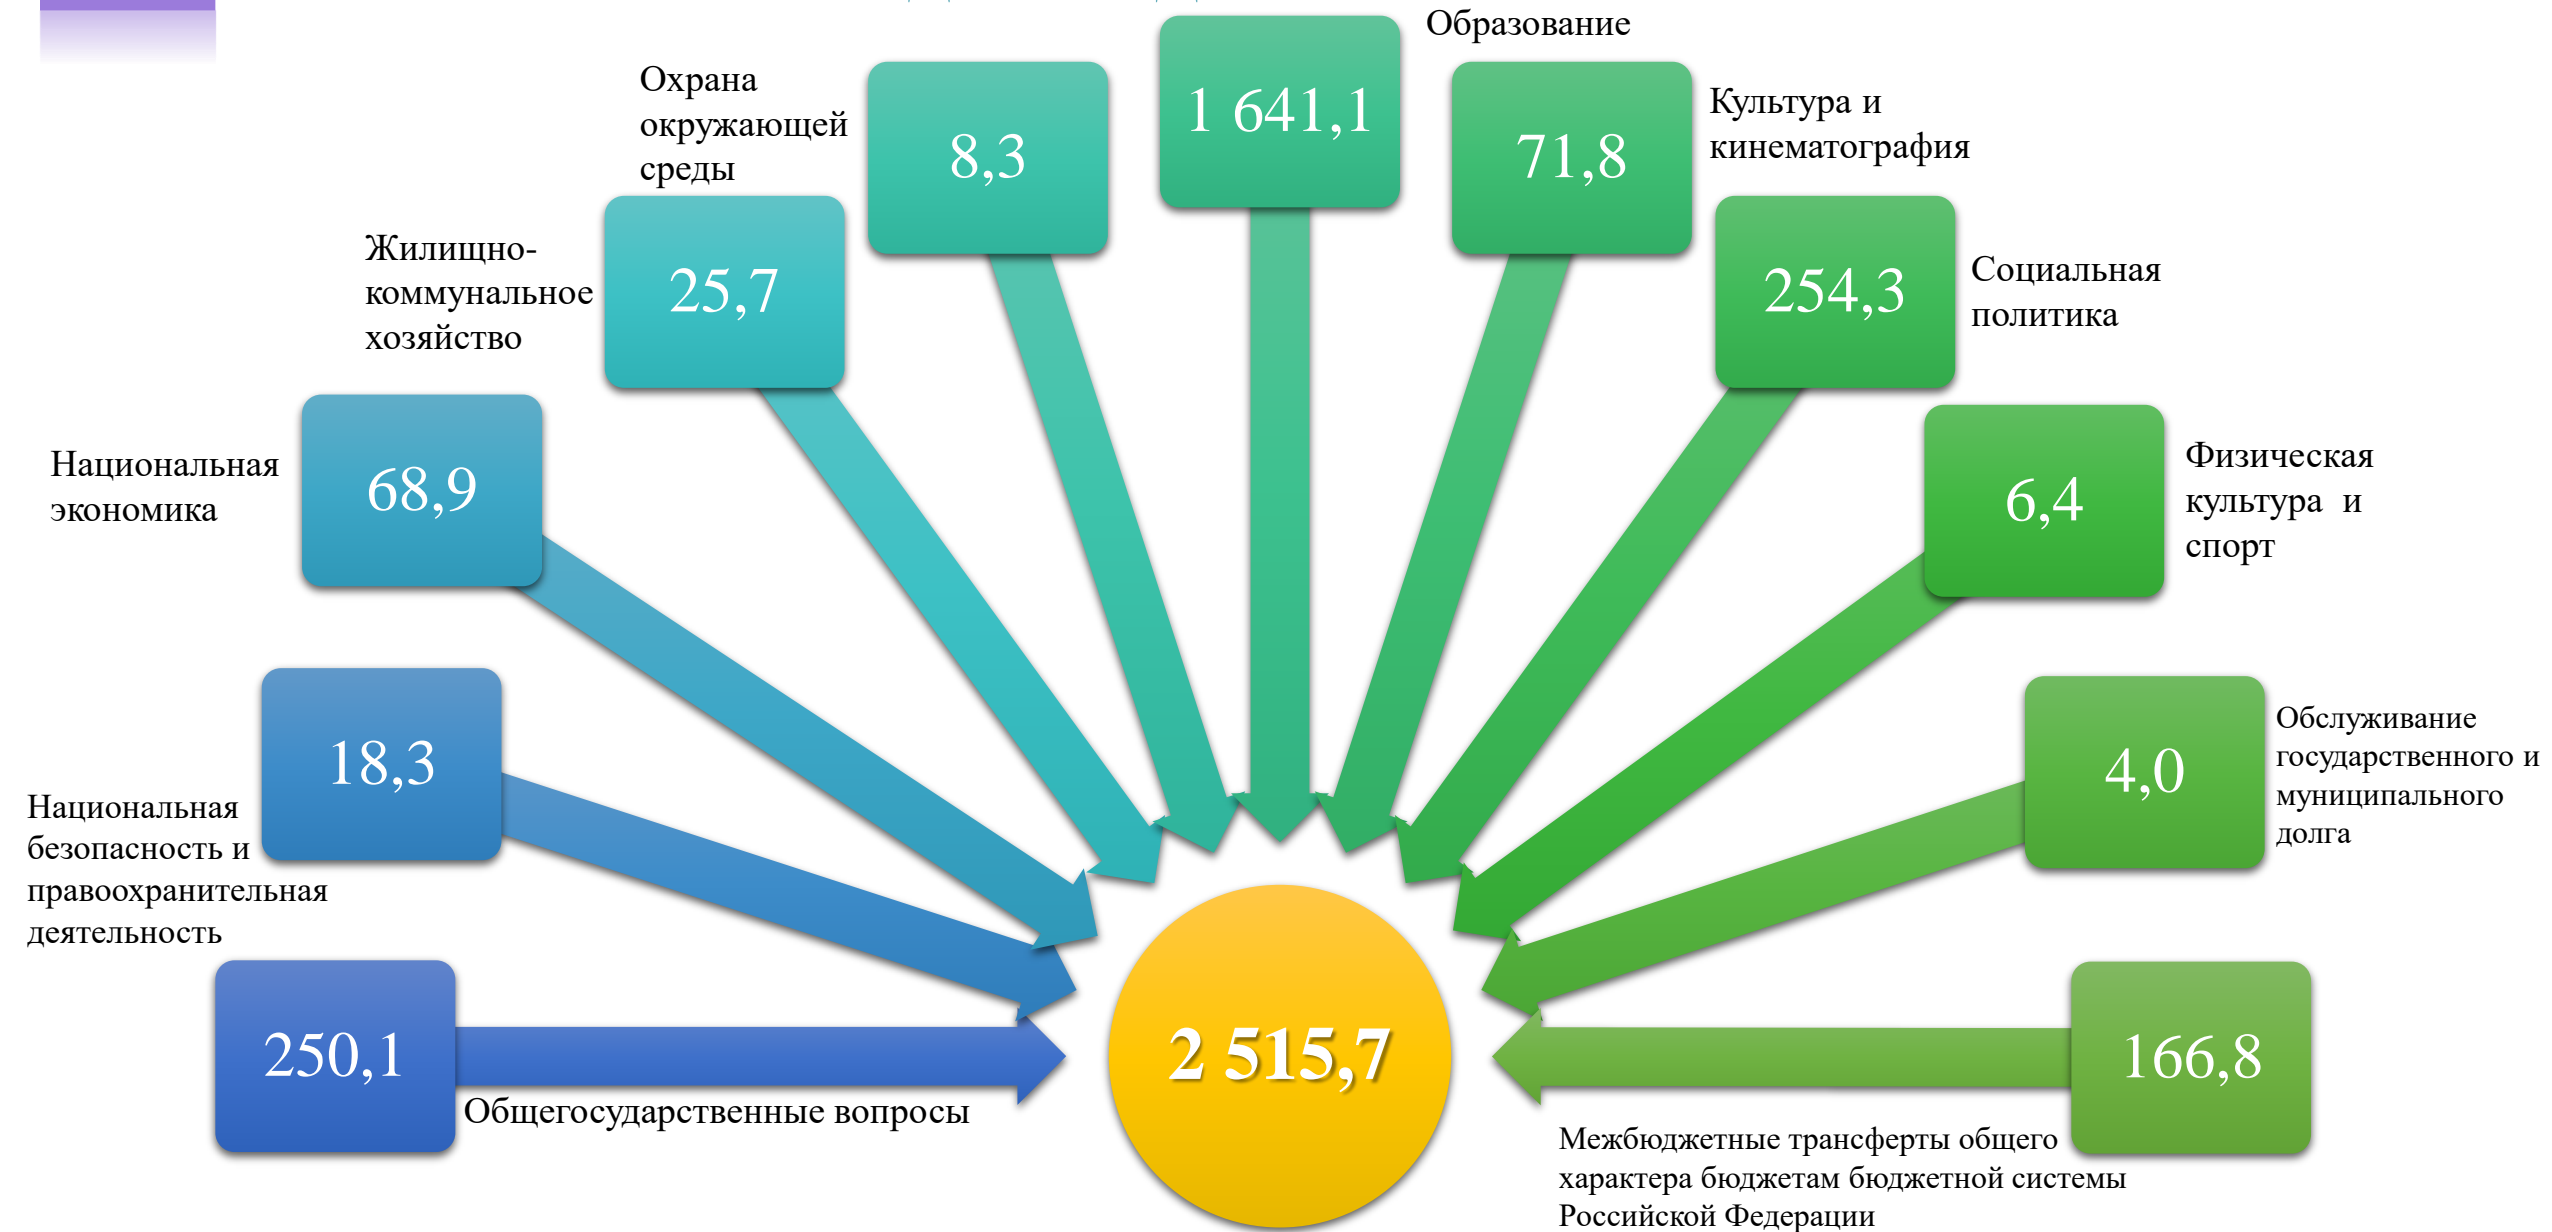 Образование
1 641,1
Охрана
окружающей
среды
8,3
71,8
Культура и
кинематография
Жилищно-
коммунальное
хозяйство
25,7
254,3
Социальная
политика
Национальная
экономика
68,9
6,4
Физическая
культура и
спорт
18,3
Национальная
безопасность и
правоохранительная
деятельность
4,0
Обслуживание
государственного и
муниципального
долга
250,1
Общегосударственные вопросы
2 515,7
166,8
Межбюджетные трансферты общего
характера бюджетам бюджетной системы
Российской Федерации